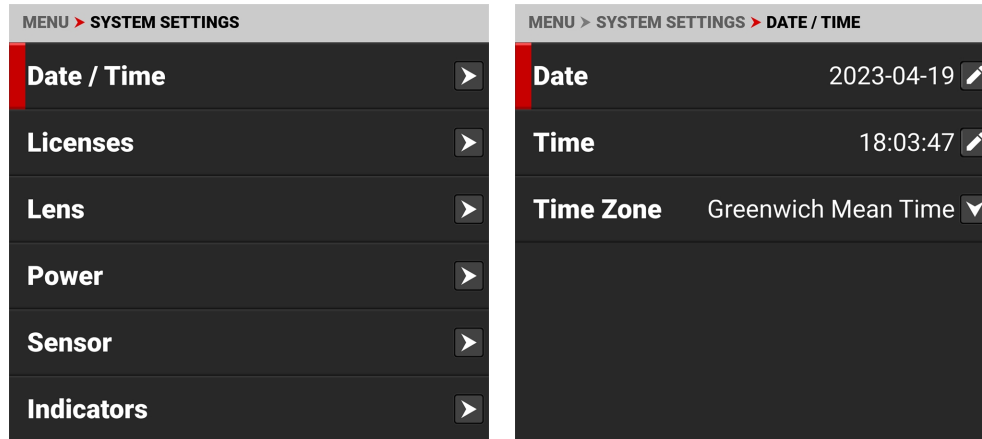 MENU > SYSTEM SETTINGS
Date / Time
Licenses
Lens
Power
Sensor
Indicators
MENU > SYSTEM SETTINGS > DATE / TIME
Date 2023-04-19
Time 18:03:47
Time Zone Greenwich Mean Time